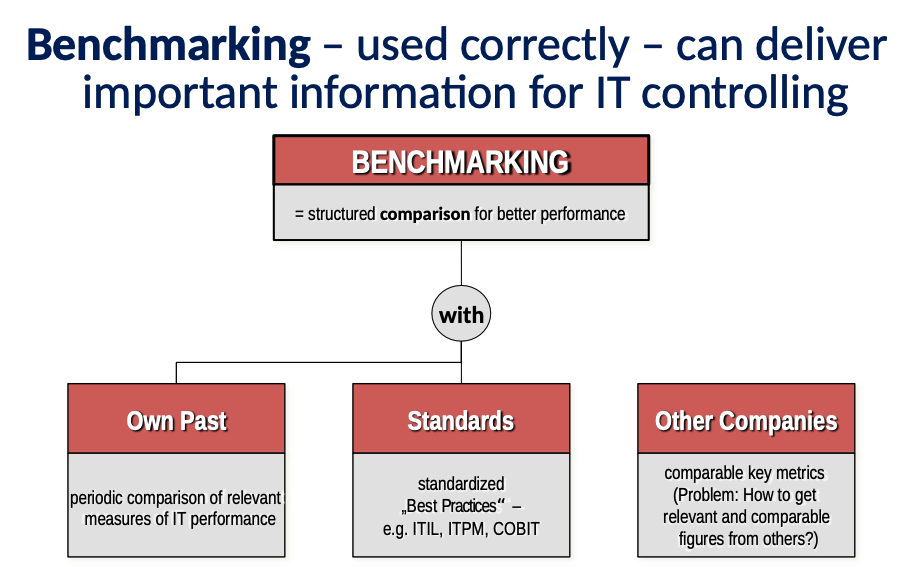 Benchmarking – used correctly – can deliver
important information for IT controlling
BENCHMARKING
= structured comparison for better performance
with
Own Past
periodic comparison of relevant
measures of IT performance
Standards
standardized
„Best Practices“ –
e.g. ITIL, ITPM, COBIT
Other Companies
comparable key metrics
(Problem: How to get
relevant and comparable
figures from others?)